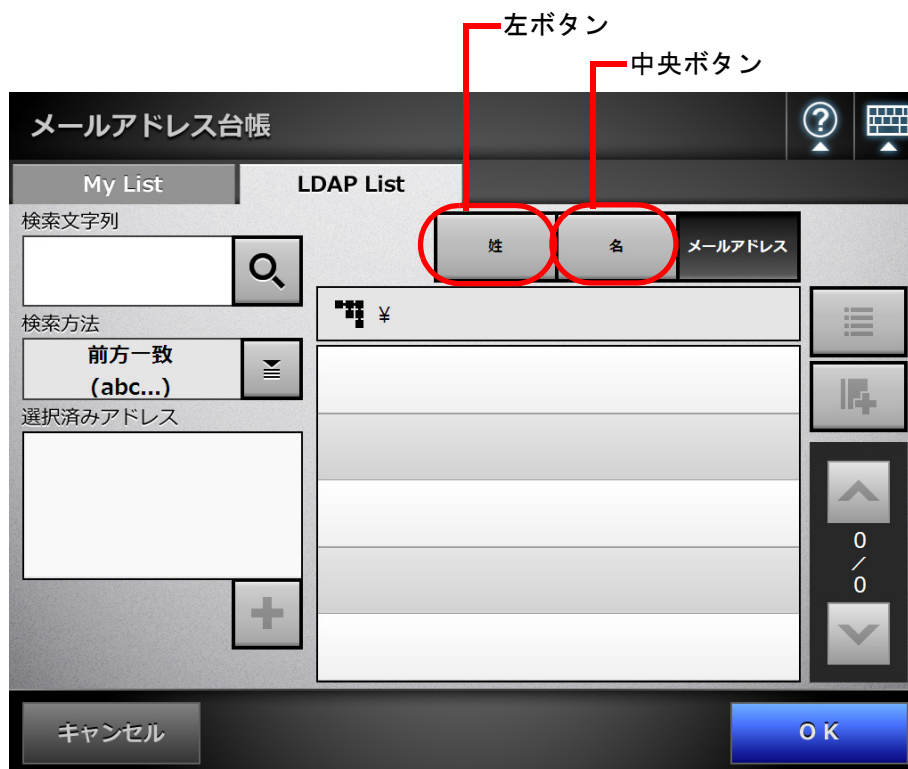 左ボタン
中央ボタン
メールアドレス台帳
My List
LDAP List
検索文字列
姓
名
メールアドレス
¥
検索方法
前方一致
(abc...)
選択済みアドレス
0
/
0
キャンセル
OK